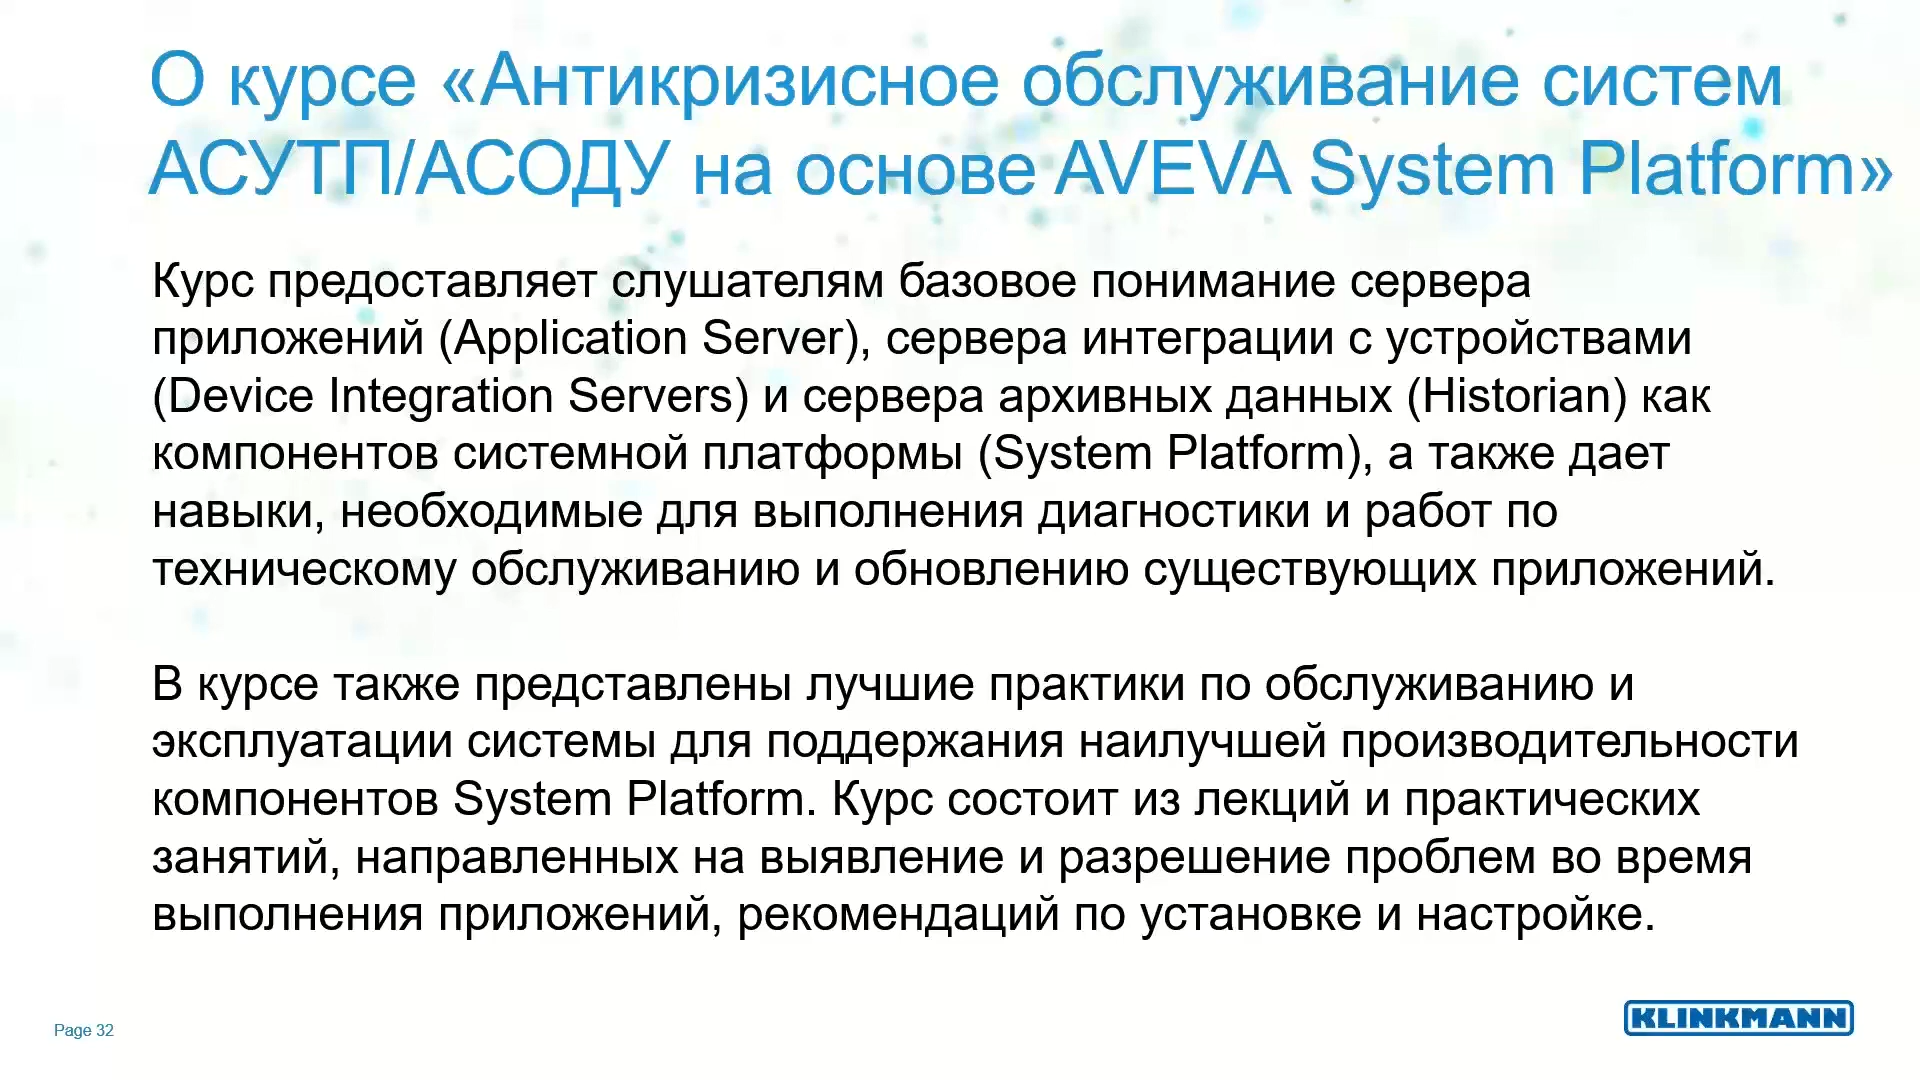 О курсе «Антикризисное обслуживание систем
АСУТП/АСОДУ на основе AVEVA System Platform»
Курс предоставляет слушателям базовое понимание сервера
приложений (Application Server), сервера интеграции с устройствами
(Device Integration Servers) и сервера архивных данных (Historian) как
компонентов системной платформы (System Platform), а также дает
навыки, необходимые для выполнения диагностики и работ по
техническому обслуживанию и обновлению существующих приложений.
В курсе также представлены лучшие практики по обслуживанию и
эксплуатации системы для поддержания наилучшей производительности
компонентов System Platform. Курс состоит из лекций и практических
занятий, направленных на выявление и разрешение проблем во время
выполнения приложений, рекомендаций по установке и настройке.
Page 32
KLINKMANN